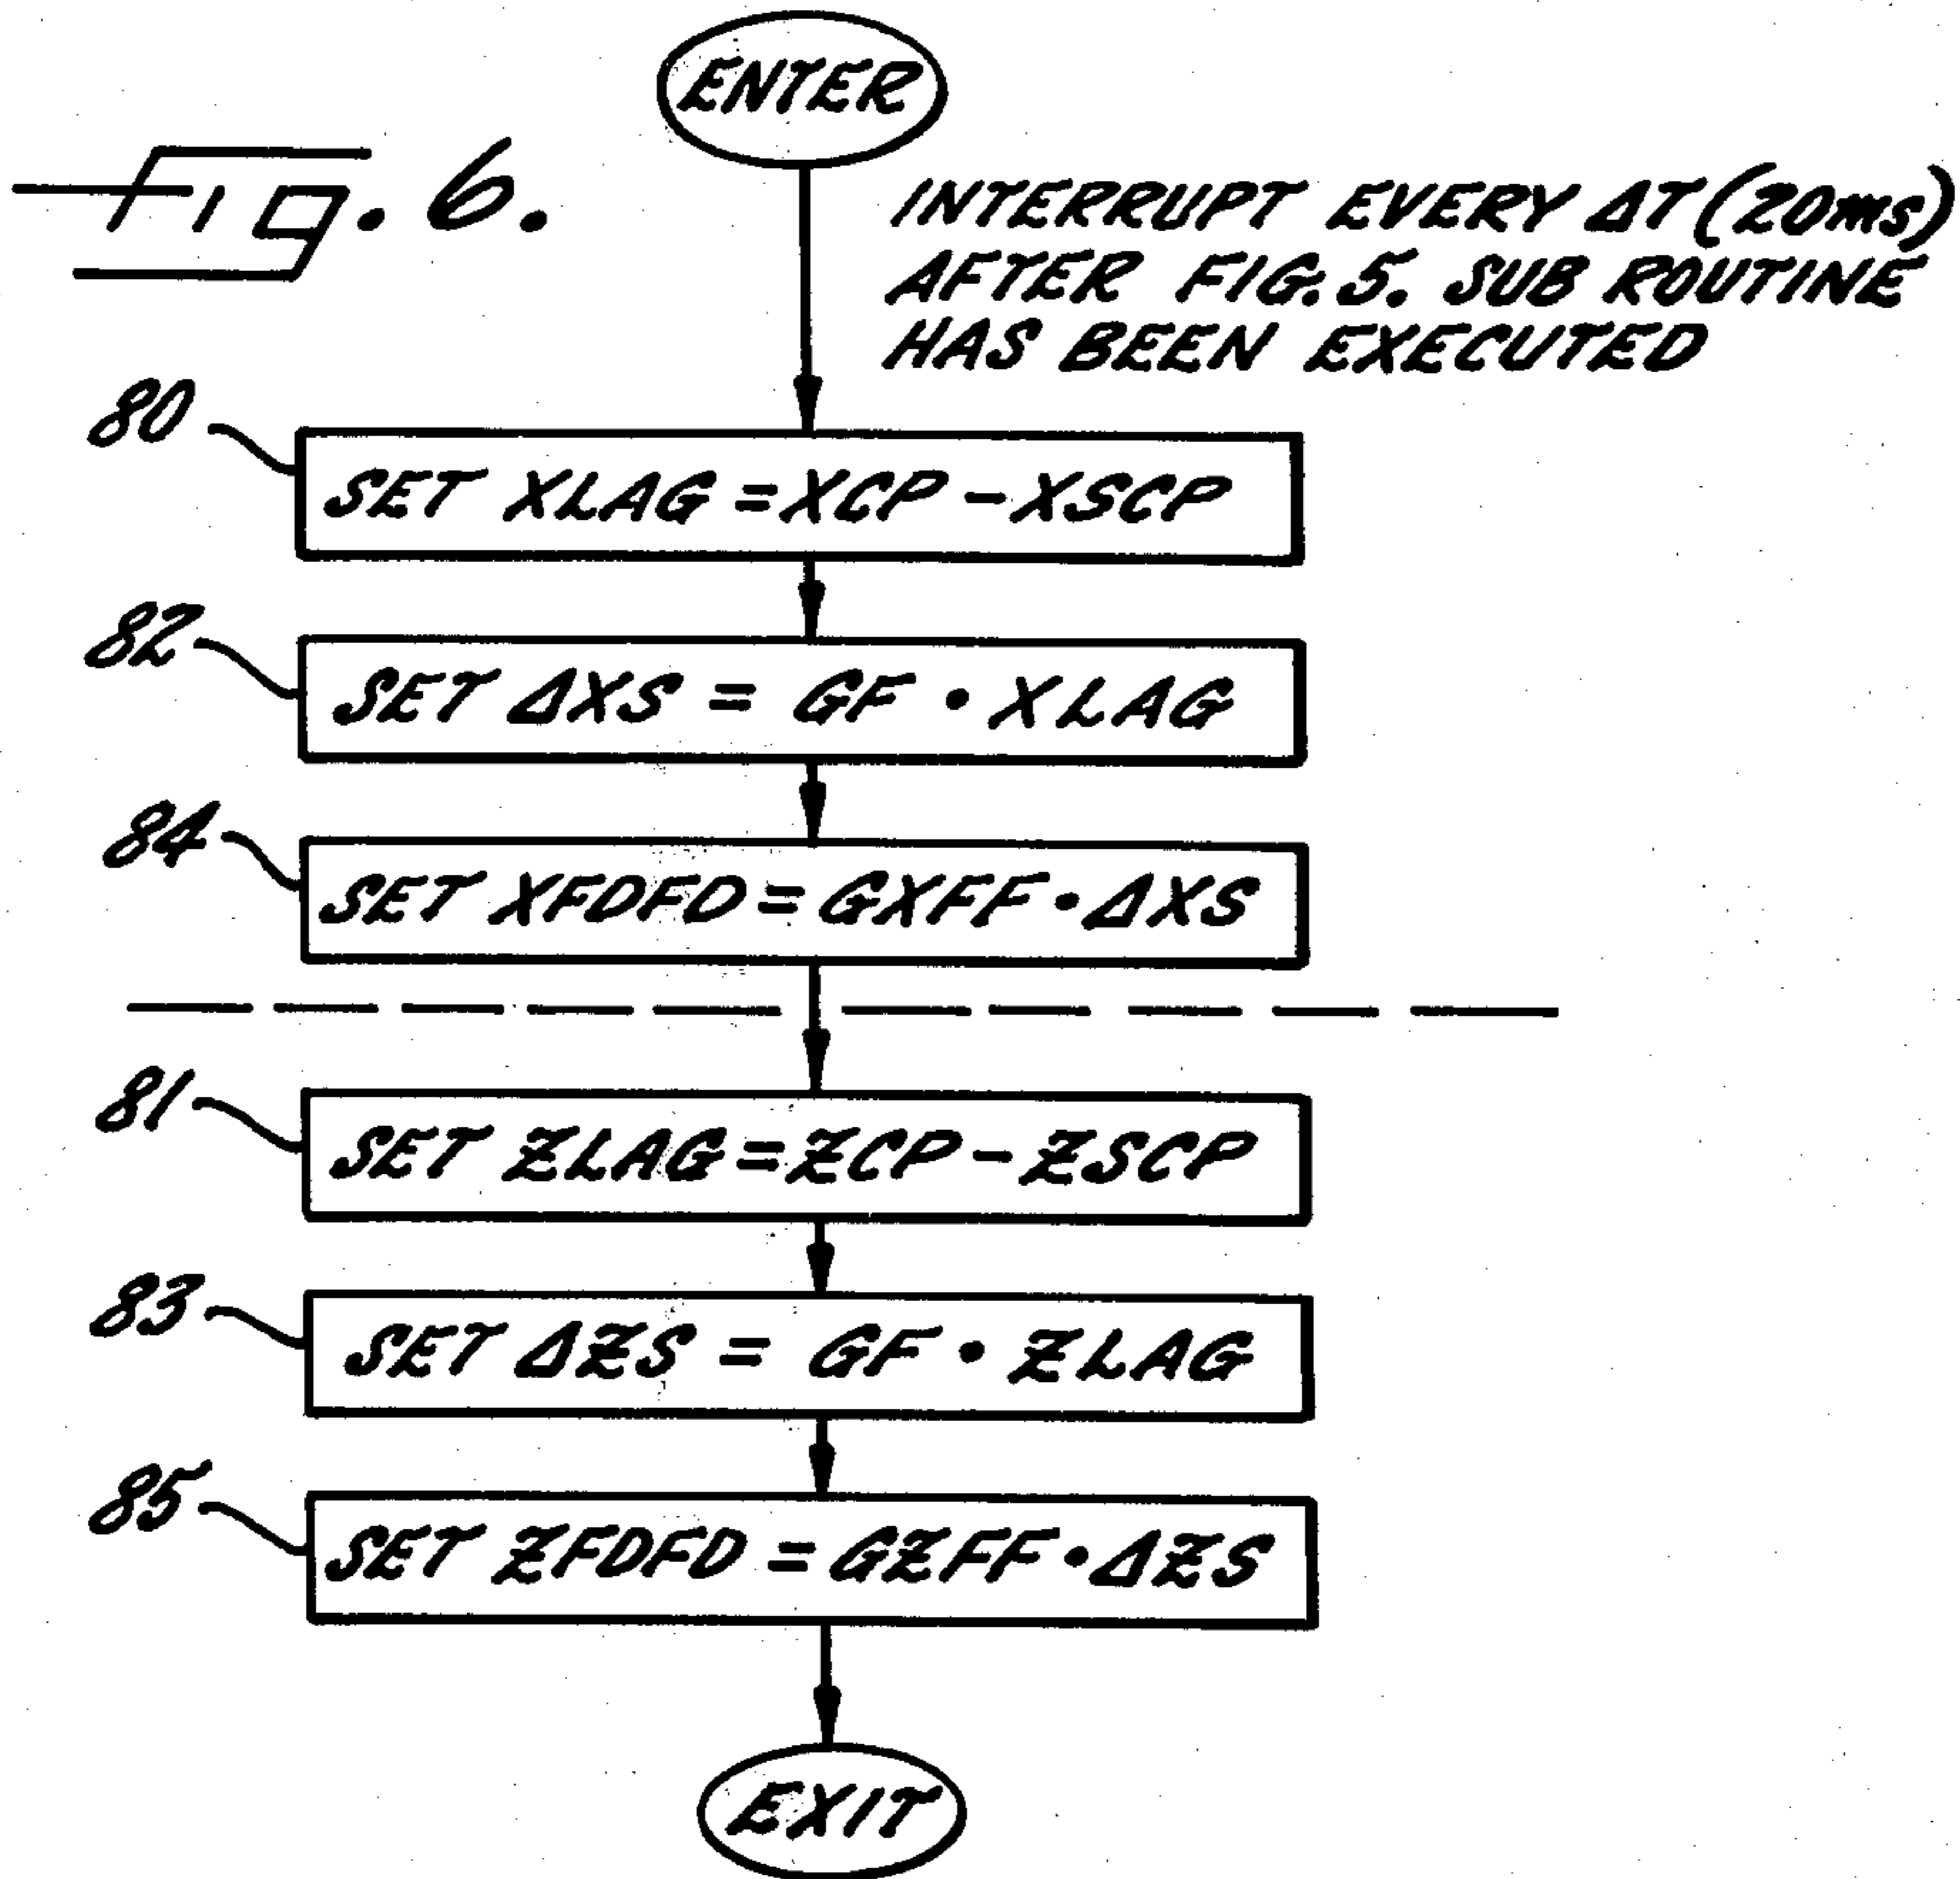 ENTER
Fig. 6.
INTERRUPT EVERY ΔT (20ms)
AFTER FIG. 5. SUB ROUTINE
HAS BEEN EXECUTED
80
SET XLAG = XCP - XSCP
82
SET ΔXS = GF • XLAG
84
SET XFDFD = GXFF • ΔXS
81
SET ZLAG = ZCP - ZSCP
83
SET ΔZS = GF • ZLAG
85
SET ZFDFD = GZFF • ΔZS
EXIT